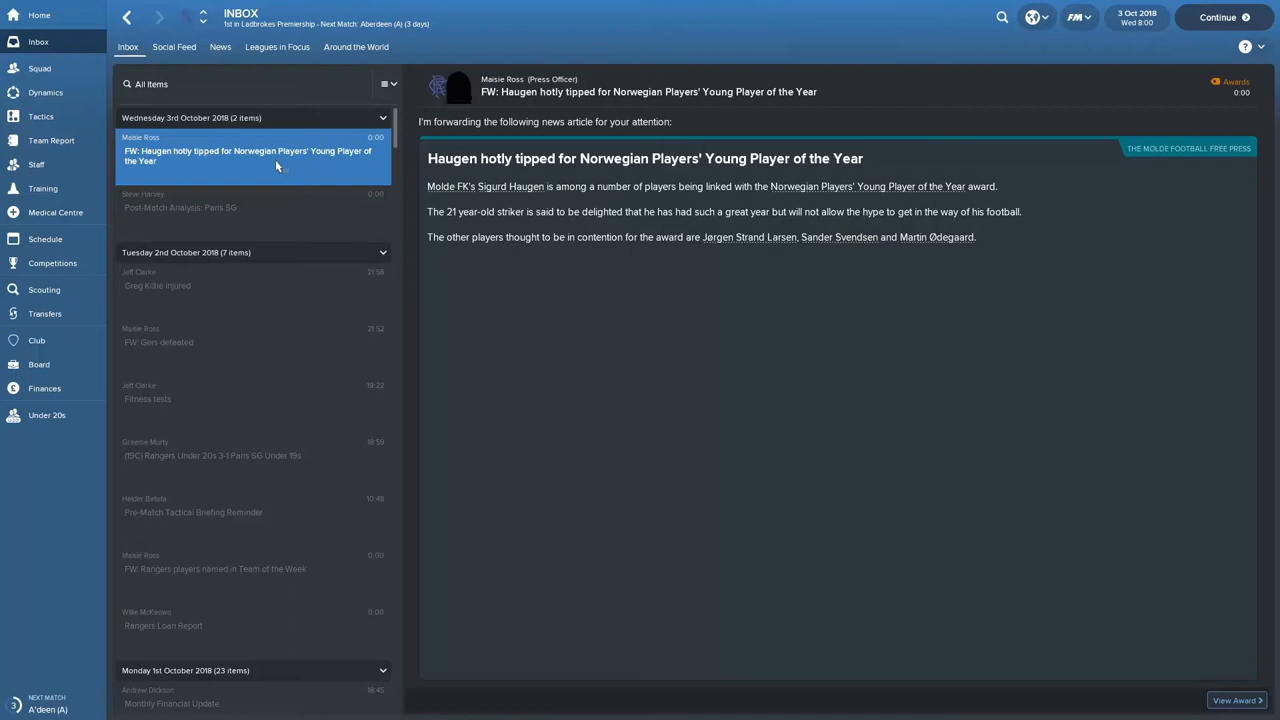 Home
Inbox
Squad
Dynamics
Tactics
Team Report
Staff
Training
Medical Centre
Schedule
Competitions
Scouting
Transfers
Club
Board
Finances
Under 20s
3
NEXT MATCH
A'deen (A)
INBOX
1st in Ladbrokes Premiership - Next Match: Aberdeen (A) (3 days)
FM
3 Oct 2018
Wed 8:00
Continue
Inbox
Social Feed
News
Leagues in Focus
Around the World
?
All Items
Wednesday 3rd October 2018 (2 items)
Maisie Ross
0:00
FW: Haugen hotly tipped for Norwegian Players' Young Player of
the Year
Steve Harvey
0:00
Post-Match Analysis: Paris SG
Tuesday 2nd October 2018 (7 items)
Jeff Clarke
21:58
Greg Kiltie injured
Maisie Ross
21:52
FW: Gers defeated
Jeff Clarke
19:22
Fitness tests
Graeme Murty
18:59
(19C) Rangers Under 20s 3-1 Paris SG Under 19s
Helder Batista
10:48
Pre-Match Tactical Briefing Reminder
Maisie Ross
0:00
FW: Rangers players named in Team of the Week
Willie McKeown
0:00
Rangers Loan Report
Monday 1st October 2018 (23 items)
Andrew Dickson
18:45
Monthly Financial Update
Maisie Ross (Press Officer)
FW: Haugen hotly tipped for Norwegian Players' Young Player of the Year
Awards
0:00
I'm forwarding the following news article for your attention:
THE MOLDE FOOTBALL FREE PRESS
Haugen hotly tipped for Norwegian Players' Young Player of the Year
Molde FK's Sigurd Haugen is among a number of players being linked with the Norwegian Players' Young Player of the Year award.
The 21 year-old striker is said to be delighted that he has had such a great year but will not allow the hype to get in the way of his football.
The other players thought to be in contention for the award are Jørgen Strand Larsen, Sander Svendsen and Martin Ødegaard.
View Award